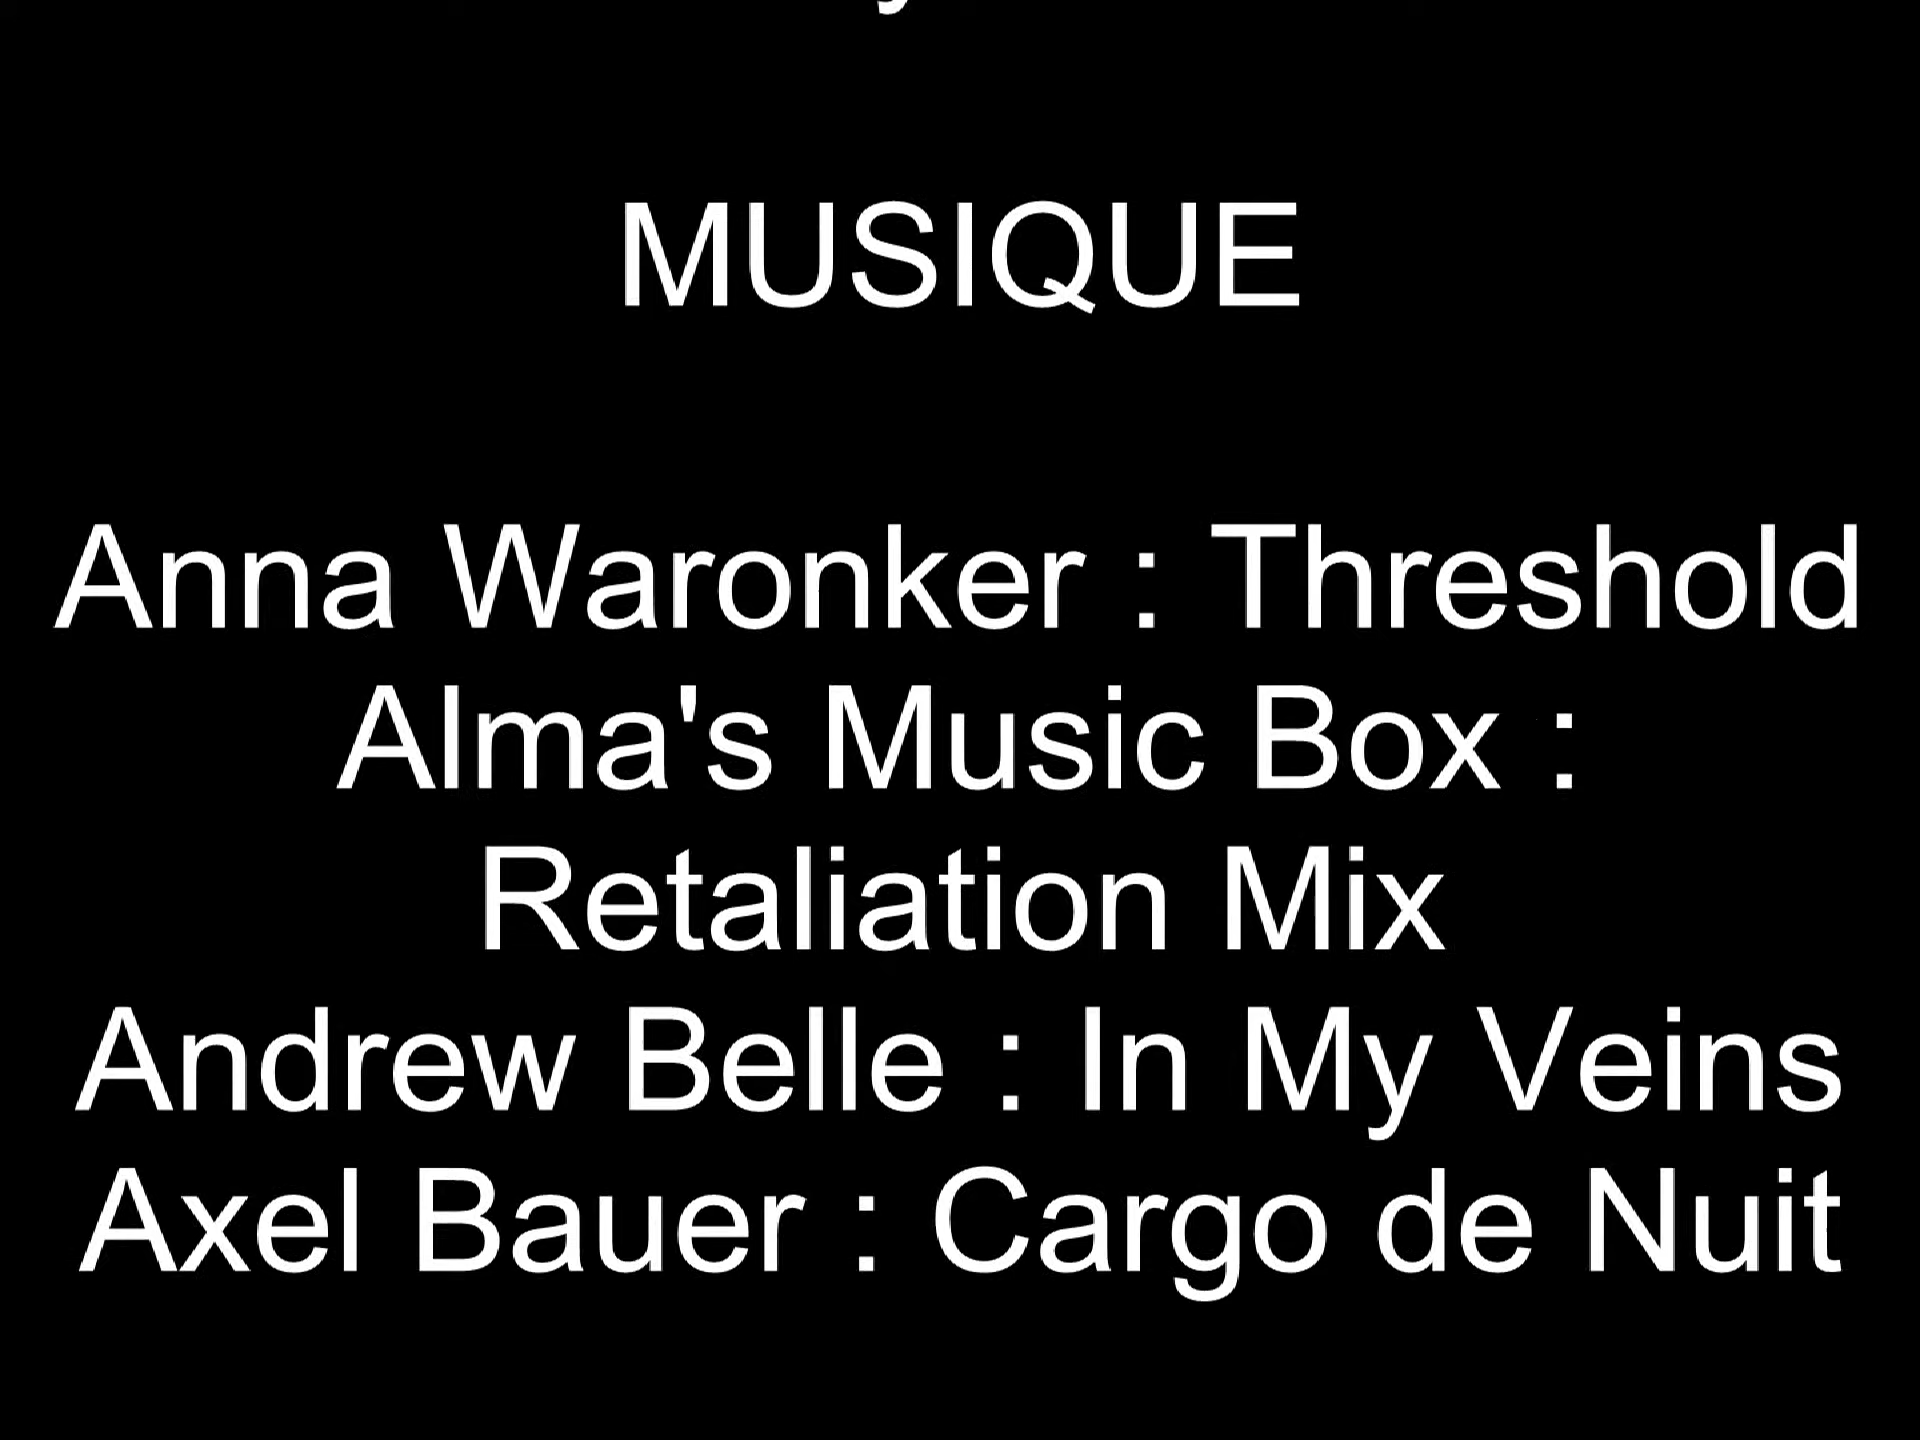 MUSIQUE
Anna Waronker : Threshold
Alma's Music Box :
Retaliation Mix
Andrew Belle : In My Veins
Axel Bauer : Cargo de Nuit